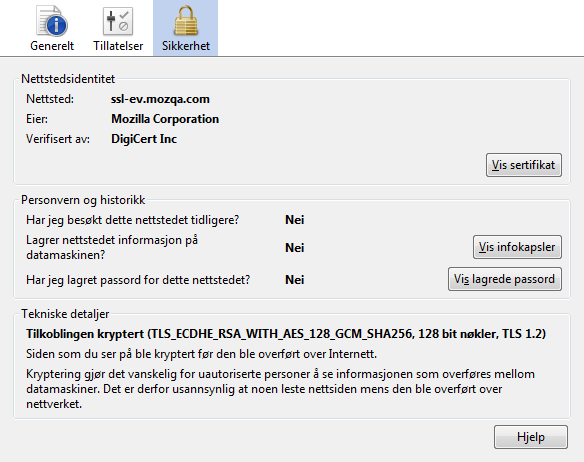 Generelt Tillatelser Sikkerhet
Nettstedsidentitet
Nettsted: ssl-ev.mozqa.com
Eier: Mozilla Corporation
Verifisert av: DigiCert Inc
Vis sertifikat
Personvern og historikk
Har jeg besøkt dette nettstedet tidligere? Nei
Lagrer nettstedet informasjon på
datamaskinen? Nei Vis infokapsler
Har jeg lagret passord for dette nettstedet? Nei Vis lagrede passord
Tekniske detaljer
Tilkoblingen kryptert (TLS_ECDHE_RSA_WITH_AES_128_GCM_SHA256, 128 bit nøkler, TLS 1.2)
Siden som du ser på ble kryptert før den ble overført over Internett.
Kryptering gjør det vanskelig for uautoriserte personer å se informasjonen som overføres mellom
datamaskiner. Det er derfor usannsynlig at noen leste nettsiden mens den ble overført over
nettverket.
Hjelp